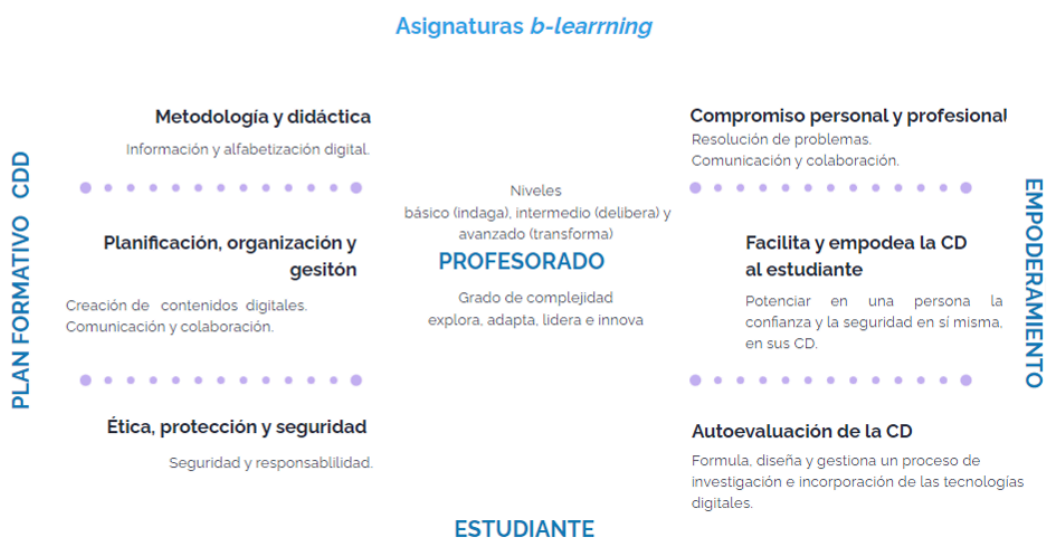 Asignaturas b-learrning
PLAN FORMATIVO CDD
Metodología y didáctica
Información y alfabetización digital.
Planificación, organización y
gesitón
Creación de contenidos digitales.
Comunicación y colaboración.
Ética, protección y seguridad
Seguridad y responsablilidad.
Niveles
básico (indaga), intermedio (delibera) y
avanzado (transforma)
PROFESORADO
Grado de complejidad
explora, adapta, lidera e innova
Compromiso personal y profesional
Resolución de problemas.
Comunicación y colaboración.
Facilita y empodea la CD
al estudiante
Potenciar en una persona la
confianza y la seguridad en sí misma,
en sus CD.
Autoevaluación de la CD
Formula, diseña y gestiona un proceso de
investigación e incorporación de las tecnologías
digitales.
EMPODERAMIENTO
ESTUDIANTE